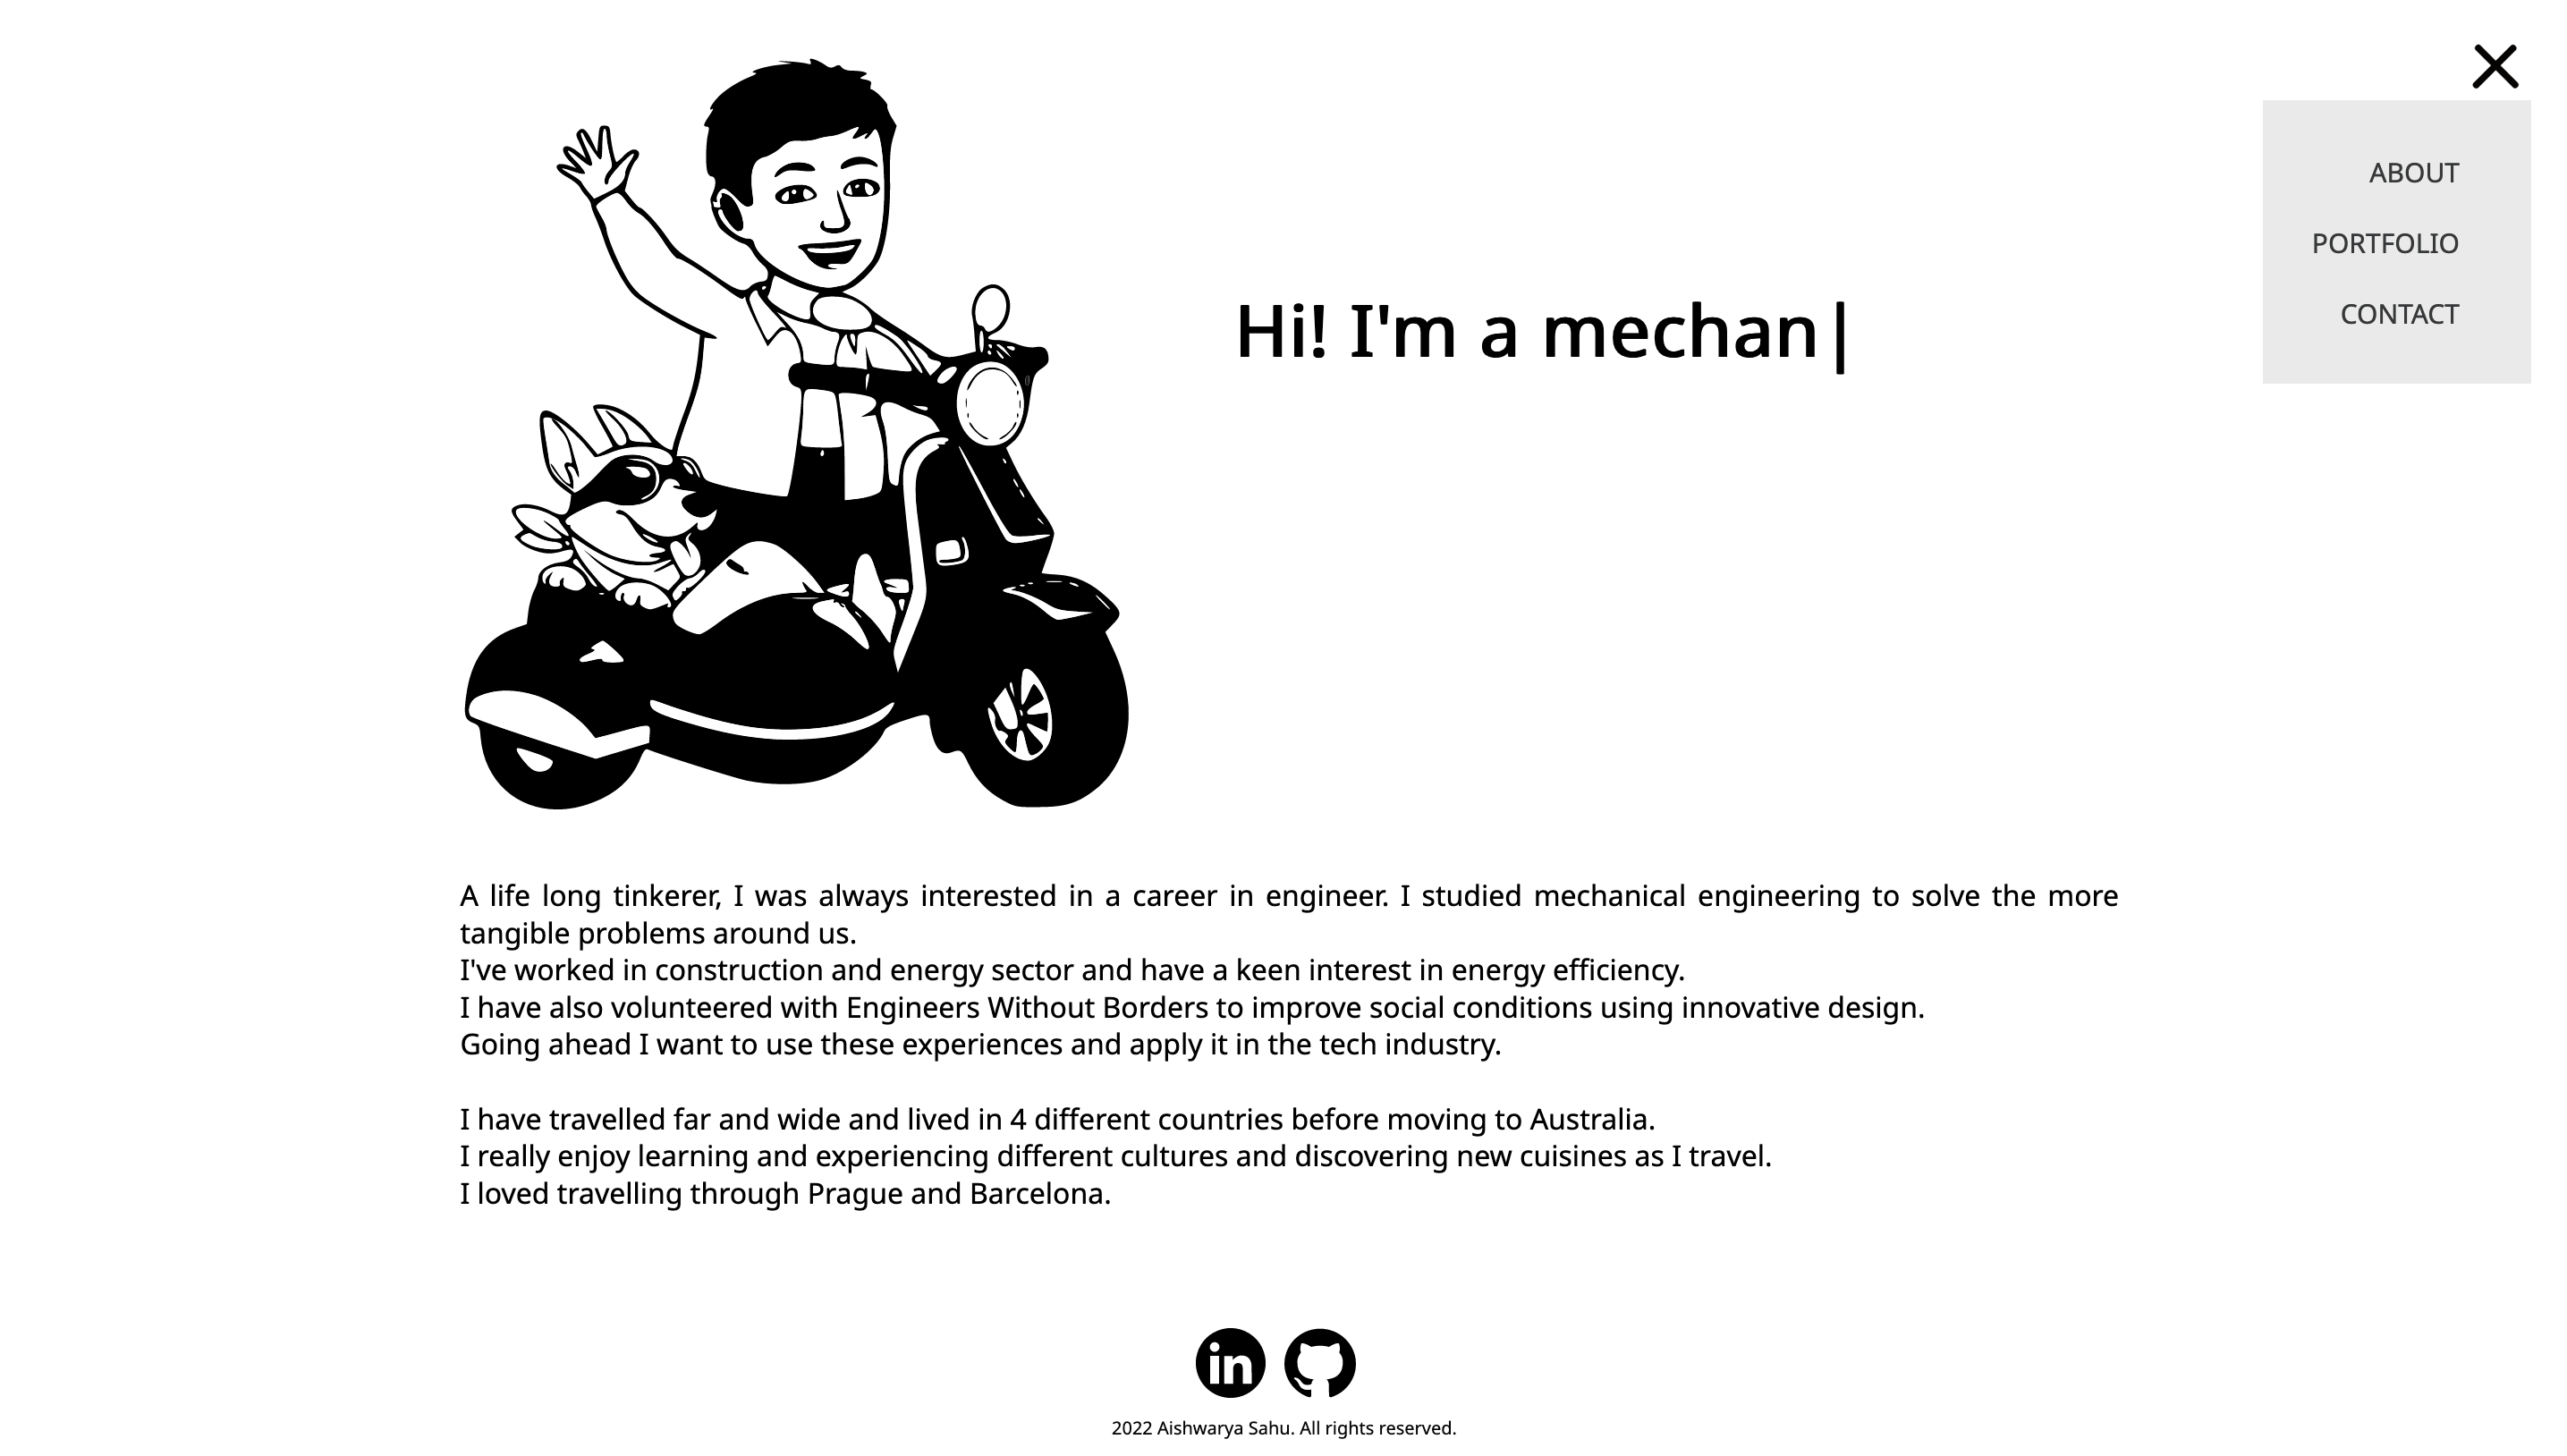 ABOUT
PORTFOLIO
CONTACT
Hi! I'm a mechan|
A life long tinkerer, I was always interested in a career in engineer. I studied mechanical engineering to solve the more
tangible problems around us.
I've worked in construction and energy sector and have a keen interest in energy efficiency.
I have also volunteered with Engineers Without Borders to improve social conditions using innovative design.
Going ahead I want to use these experiences and apply it in the tech industry.
I have travelled far and wide and lived in 4 different countries before moving to Australia.
I really enjoy learning and experiencing different cultures and discovering new cuisines as I travel.
I loved travelling through Prague and Barcelona.
in
2022 Aishwarya Sahu. All rights reserved.